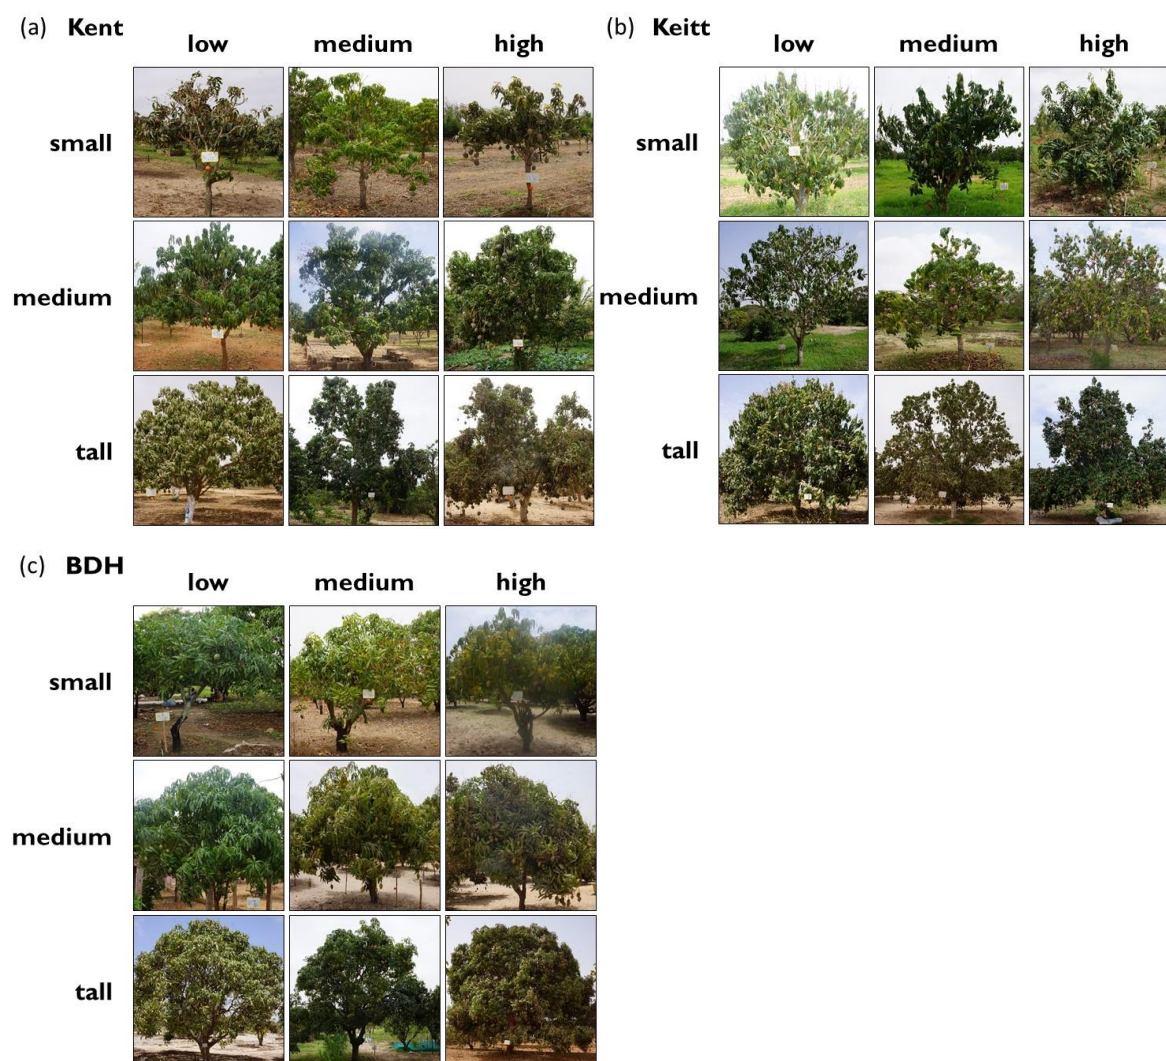 (a) Kent
low medium high
small
medium
tall
(b) Keitt
low medium high
small
medium
tall
(c) BDH
low medium high
small
medium
tall